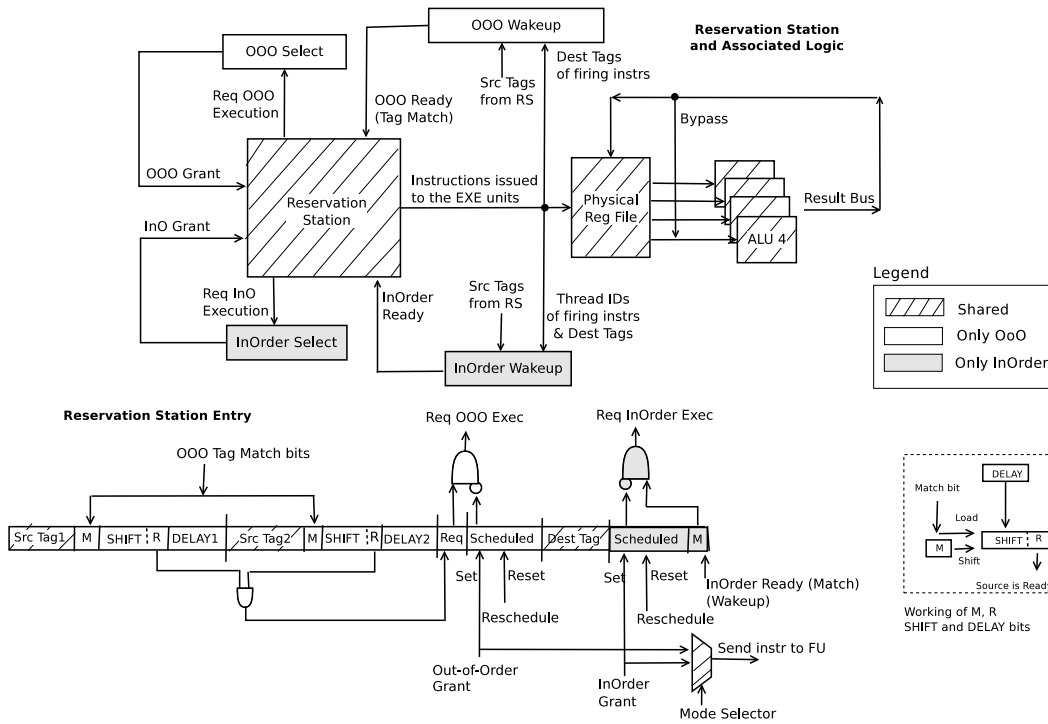 OOO Wakeup
Reservation Station
and Associated Logic
OOO Select
Req OOO
Execution
OOO Ready
(Tag Match)
Src Tags
from RS
Dest Tags
of firing instrs
Bypass
OOO Grant
Reservation
Station
Instructions issued
to the EXE units
Physical
Reg File
ALU 4
Result Bus
InO Grant
Req InO
Execution
InOrder
Ready
Src Tags
from RS
Thread IDs
of firing instrs
& Dest Tags
InOrder Select
InOrder Wakeup
Legend
Shared
Only OoO
Only InOrder
Reservation Station Entry
Req OOO Exec
Req InOrder Exec
OOO Tag Match bits
Src Tag1
M
SHIFT
R
DELAY1
Src Tag2
M
SHIFT
R
DELAY2
Req
Scheduled
Dest Tag
Scheduled
M
Set
Reset
Reschedule
Set
Reset
Reschedule
InOrder Ready (Match)
(Wakeup)
Out-of-Order
Grant
InOrder
Grant
Send instr to FU
Mode Selector
DELAY
Match bit
Load
M
Shift
SHIFT
R
Source is Ready
Working of M, R
SHIFT and DELAY bits